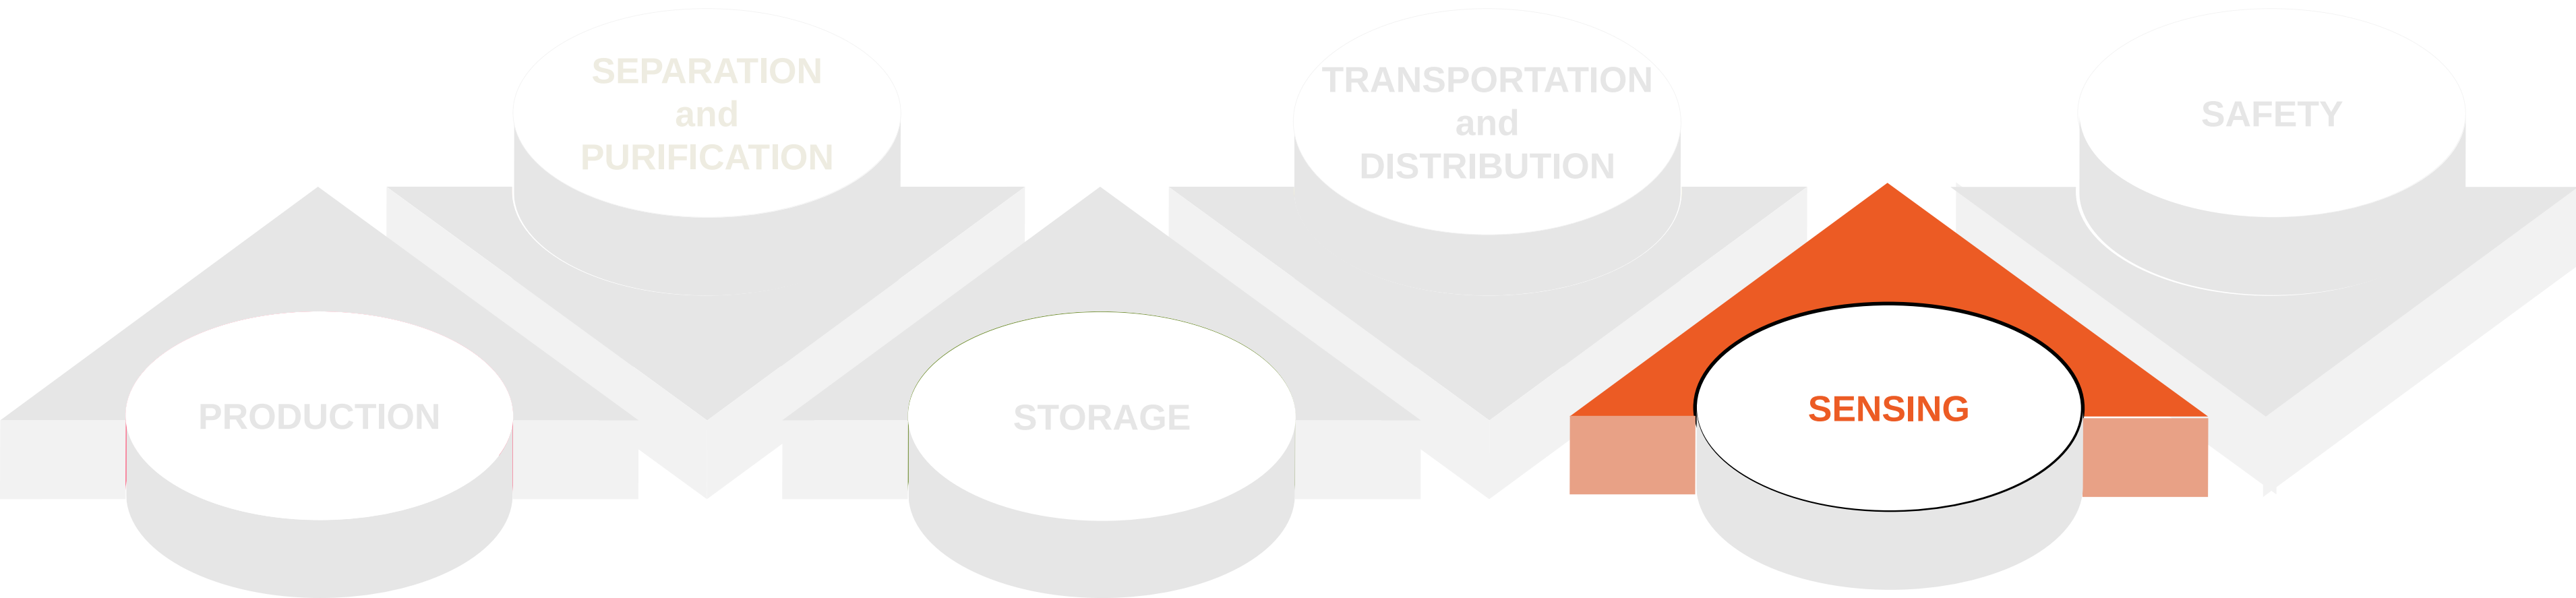 SEPARATION
and
PURIFICATION
TRANSPORTATION
and
DISTRIBUTION
SAFETY
PRODUCTION
STORAGE
SENSING